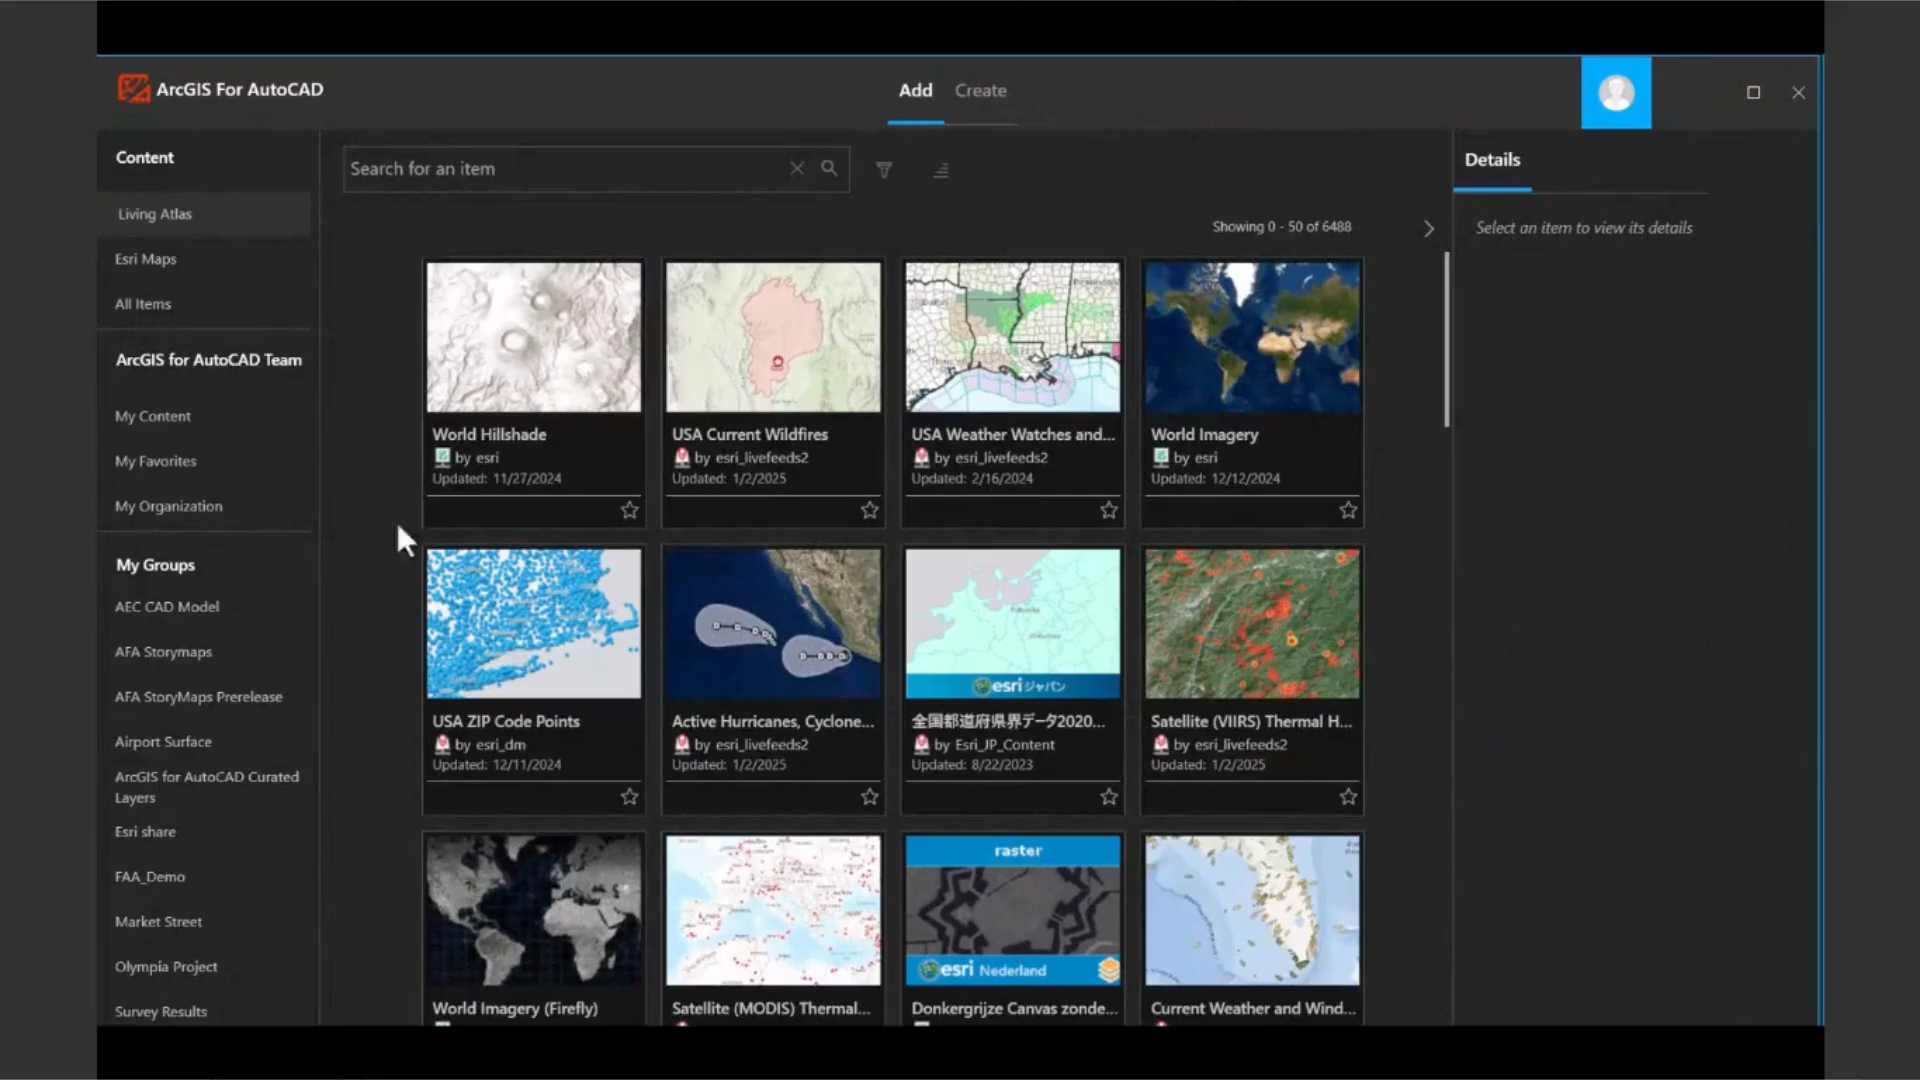 ArcGIS For AutoCAD
Add
Create
Content
Living Atlas
Esri Maps
All Items
ArcGIS for AutoCAD Team
My Content
My Favorites
My Organization
My Groups
AEC CAD Model
AFA Storymaps
AFA StoryMaps Prerelease
Airport Surface
ArcGIS for AutoCAD Curated
Layers
Esri share
FAA_Demo
Market Street
Olympia Project
Survey Results
Search for an item
Showing 0 - 50 of 6488
World Hillshade
by esri
Updated: 11/27/2024
USA Current Wildfires
by esri_livefeeds2
Updated: 1/2/2025
USA Weather Watches and...
by esri_livefeeds2
Updated: 2/16/2024
World Imagery
by esri
Updated: 12/12/2024
USA ZIP Code Points
by esri_dm
Updated: 12/11/2024
Active Hurricanes, Cyclone...
by esri_livefeeds2
Updated: 1/2/2025
esri ジャパン
全国都道府県界データ2020...
by Esri_JP_Content
Updated: 8/22/2023
Satellite (VIIRS) Thermal H...
by esri_livefeeds2
Updated: 1/2/2025
World Imagery (Firefly)
Satellite (MODIS) Thermal...
raster
esri Nederland
Donkergrijze Canvas zonde...
Current Weather and Wind...
Details
Select an item to view its details